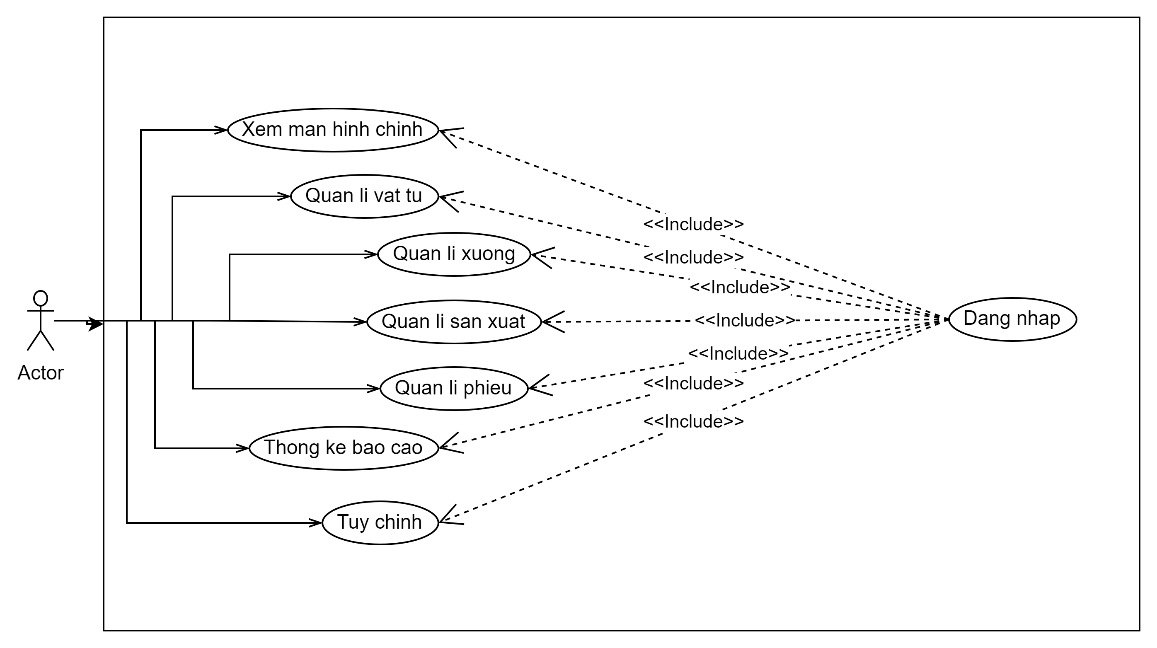 Xem man hinh chinh
Quan li vat tu
<<Include>>
Quan li xuong
<<Include>>
<<Include>>
Dang nhap
Quan li san xuat
<<Include>>
Actor
<<Include>>
Quan li phieu
<<Include>>
<<Include>>
Thong ke bao cao
Tuy chinh